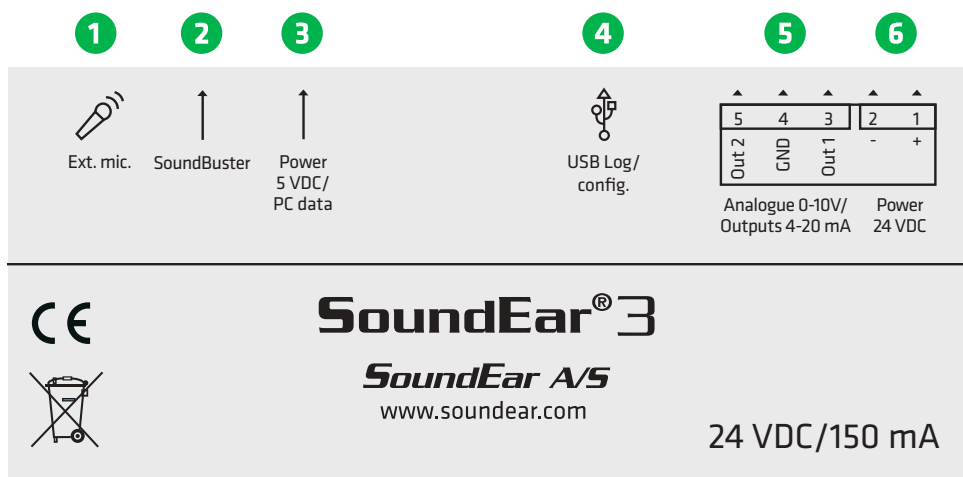 1 2 3 4 5 6
5 4 3 2 1
Out 2 GND Out 1 - +
Ext. mic.
SoundBuster
Power
5 VDC/
PC data
USB Log/
config.
Analogue 0-10V/
Outputs 4-20 mA
Power
24 VDC
CE
SoundEar®3
SoundEar A/S
www.soundear.com
24 VDC/150 mA